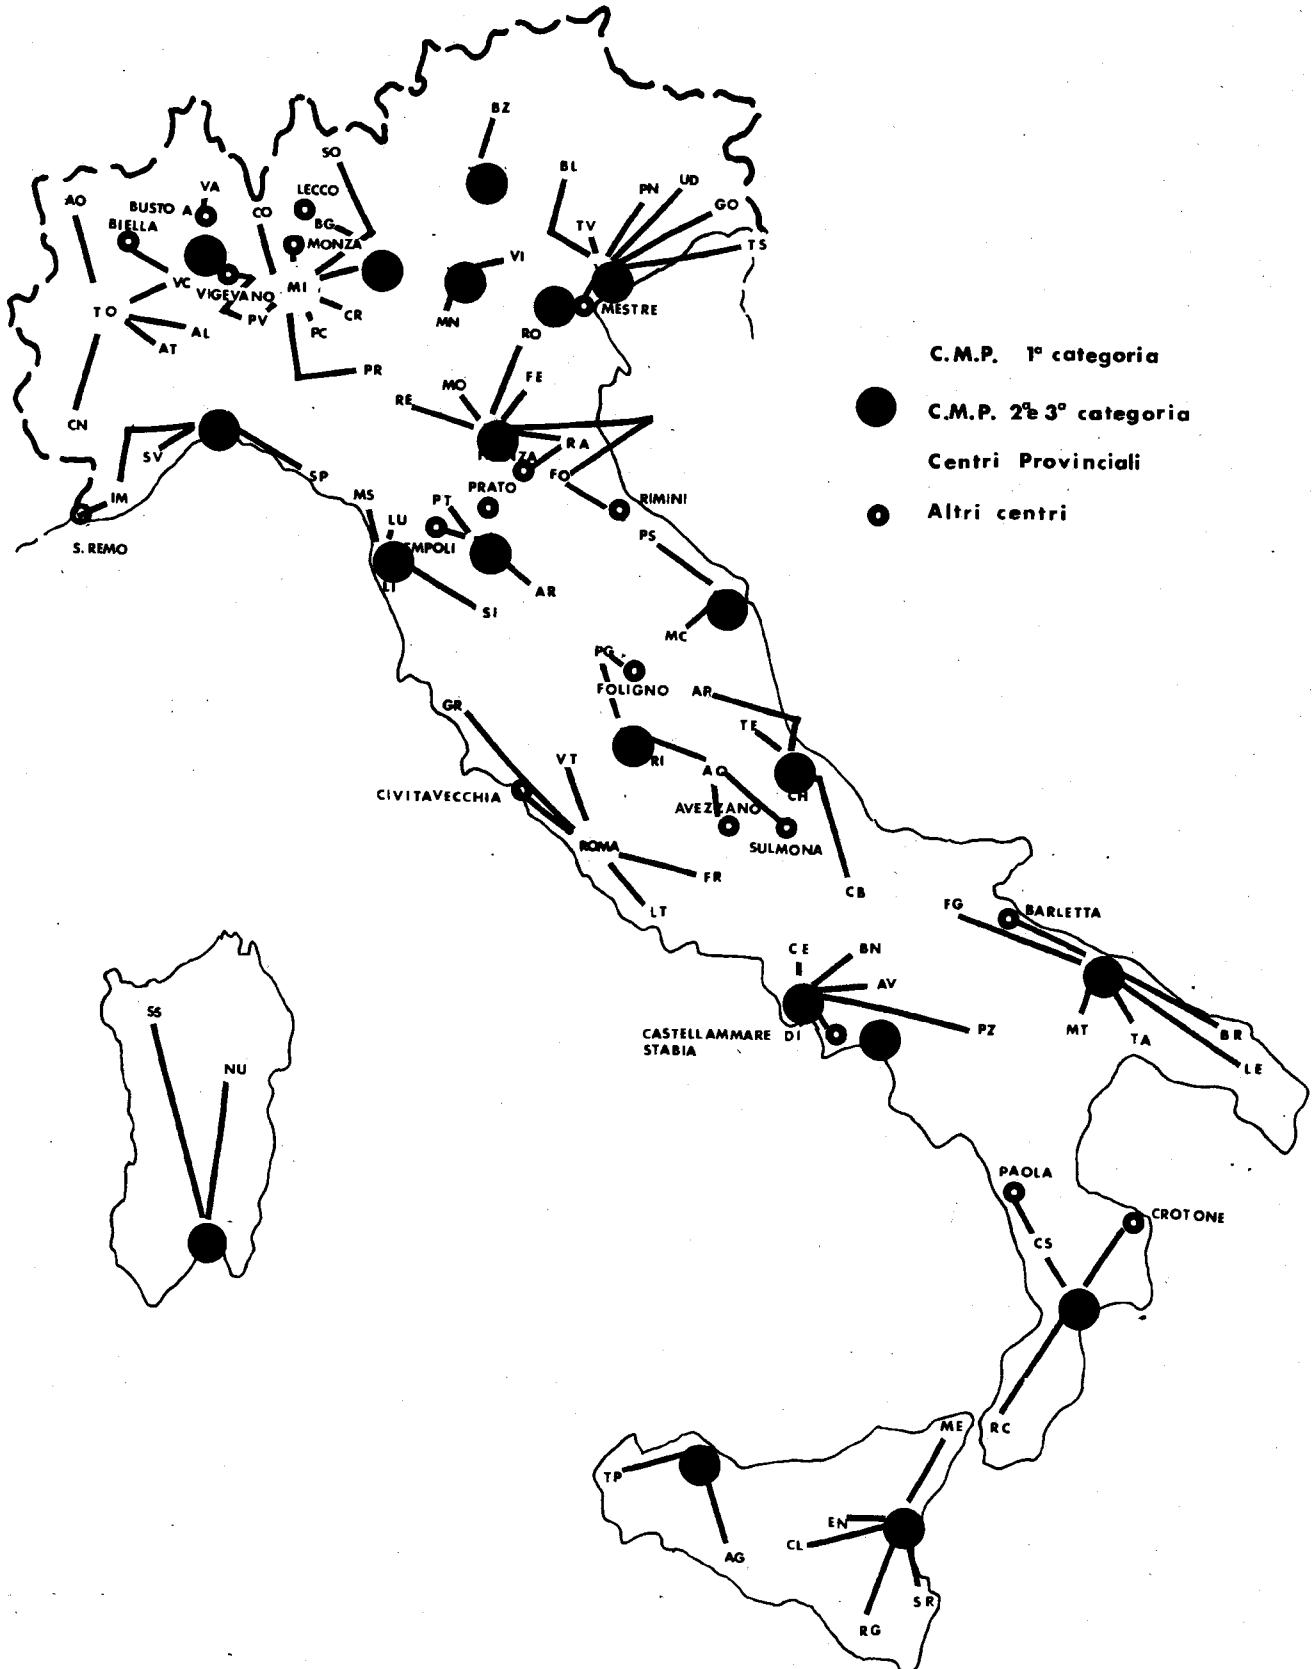 BZ
SO
BL
VA
LECCO
PN
UD
AO
BUSTO A
CO
GO
BIELLA
BG
TV
MONZA
TS
VI
VC
VIGEVANO
MI
TO
MESTRE
PV
PC
CR
MN
AL
RO
AT
C.M.P. 1ª categoria
PR
MO
FE
RE
C.M.P. 2ª e 3ª categoria
CN
RA
SV
Centri Provinciali
SP
FO
PRATO
MS
IM
PT
RIMINI
Altri centri
LU
S. REMO
EMPOLI
PS
LI
AR
SI
MC
PG
FOLIGNO
AP
GR
TE
VT
RI
AQ
CIVITAVECCHIA
CH
AVEZZANO
ROMA
SULMONA
FR
CB
LT
FG
BARLETTA
CE
BN
AV
SS
CASTELLAMMARE DI
STABIA
PZ
MT
TA
BR
NU
LE
PAOLA
CROTONE
CS
ME
RC
TP
EN
CL
AG
SR
RG